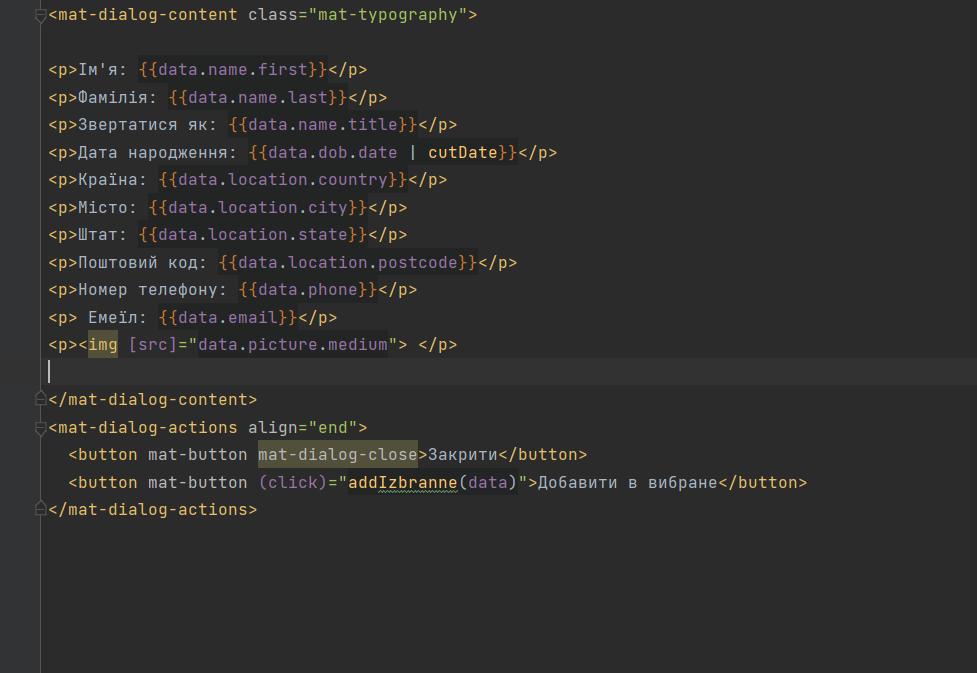 <mat-dialog-content class="mat-typography">
<p>Ім'я: {{data.name.first}}</p>
<p>Фамілія: {{data.name.last}}</p>
<p>Звертатися як: {{data.name.title}}</p>
<p>Дата народження: {{data.dob.date | cutDate}}</p>
<p>Країна: {{data.location.country}}</p>
<p>Місто: {{data.location.city}}</p>
<p>Штат: {{data.location.state}}</p>
<p>Поштовий код: {{data.location.postcode}}</p>
<p>Номер телефону: {{data.phone}}</p>
<p> Емеїл: {{data.email}}</p>
<p><img [src]="data.picture.medium"> </p>
</mat-dialog-content>
<mat-dialog-actions align="end">
  <button mat-button mat-dialog-close>Закрити</button>
  <button mat-button (click)="addIzbranne(data)">Добавити в вибране</button>
</mat-dialog-actions>